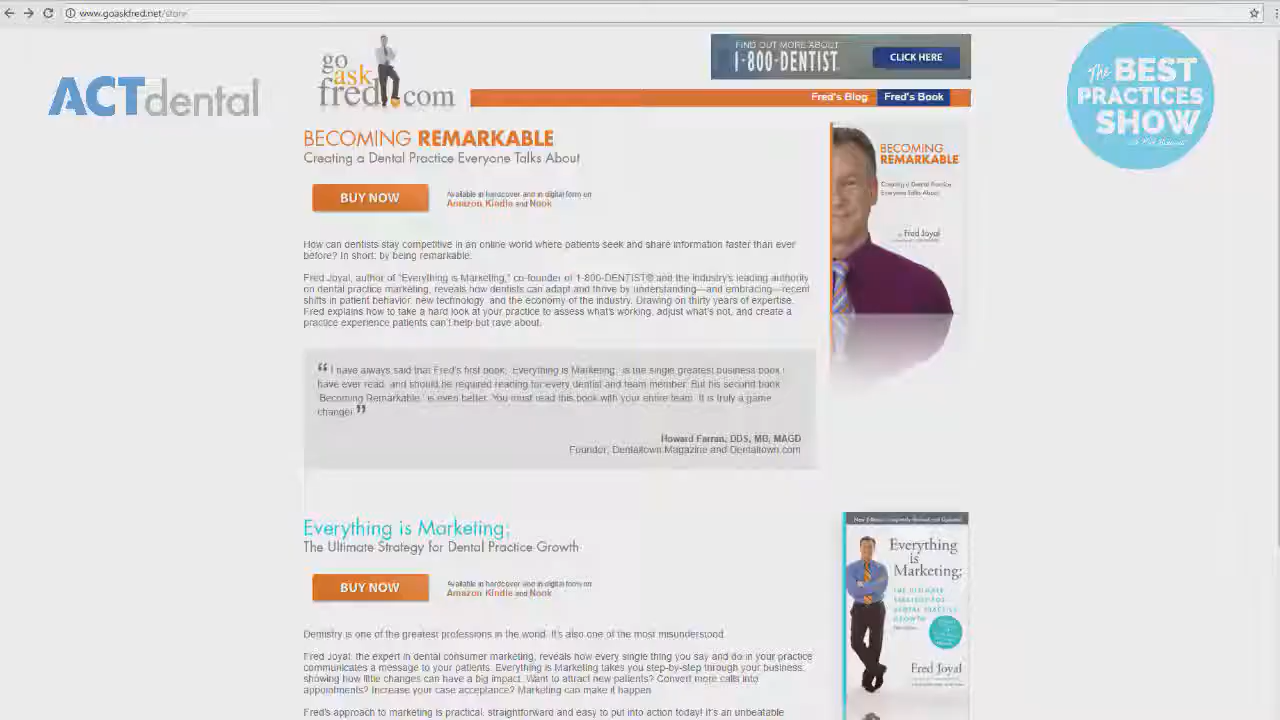 www.goaskfred.net/store
ACTdental
go
ask
fred.com
FIND OUT MORE ABOUT
1-800-DENTIST.
CLICK HERE
The BEST
PRACTICES
SHOW
Fred's Blog
Fred's Book
BECOMING REMARKABLE
Creating a Dental Practice Everyone Talks About
BUY NOW
Available in hardcover and in digital form on
Amazon Kindle and Nook
BECOMING
REMARKABLE
Creating a Dental Practice
Everyone Talks About
Fred Joyal
How can dentists stay competitive in an online world where patients seek and share information faster than ever
before? In short: by being remarkable.
Fred Joyal, author of "Everything is Marketing," co-founder of 1-800-DENTIST® and the industry's leading authority
on dental practice marketing, reveals how dentists can adapt and thrive by understanding—and embracing—recent
shifts in patient behavior, new technology, and the economy of the industry. Drawing on thirty years of expertise,
Fred explains how to take a hard look at your practice to assess what's working, adjust what's not, and create a
practice experience patients can't help but rave about.
“ I have always said that Fred's first book, 'Everything is Marketing,' is the single greatest business book I
have ever read, and should be required reading for every dentist and team member. But his second book
'Becoming Remarkable,' is even better. You must read this book with your entire team. It is truly a game
changer ”
Howard Farran, DDS, MB, MAGD
Founder, Dentaltown Magazine and Dentaltown.com
Everything is Marketing;
The Ultimate Strategy for Dental Practice Growth
BUY NOW
Available in hardcover and in digital form on
Amazon Kindle and Nook
Everything
is
Marketing;
THE ULTIMATE
STRATEGY FOR
DENTAL PRACTICE
GROWTH
Fred Joyal
Dentistry is one of the greatest professions in the world. It's also one of the most misunderstood.
Fred Joyal, the expert in dental consumer marketing, reveals how every single thing you say and do in your practice
communicates a message to your patients. Everything is Marketing takes you step-by-step through your business,
showing how little changes can have a big impact. Want to attract new patients? Convert more calls into
appointments? Increase your case acceptance? Marketing can make it happen.
Fred's approach to marketing is practical, straightforward and easy to put into action today! It's an unbeatable